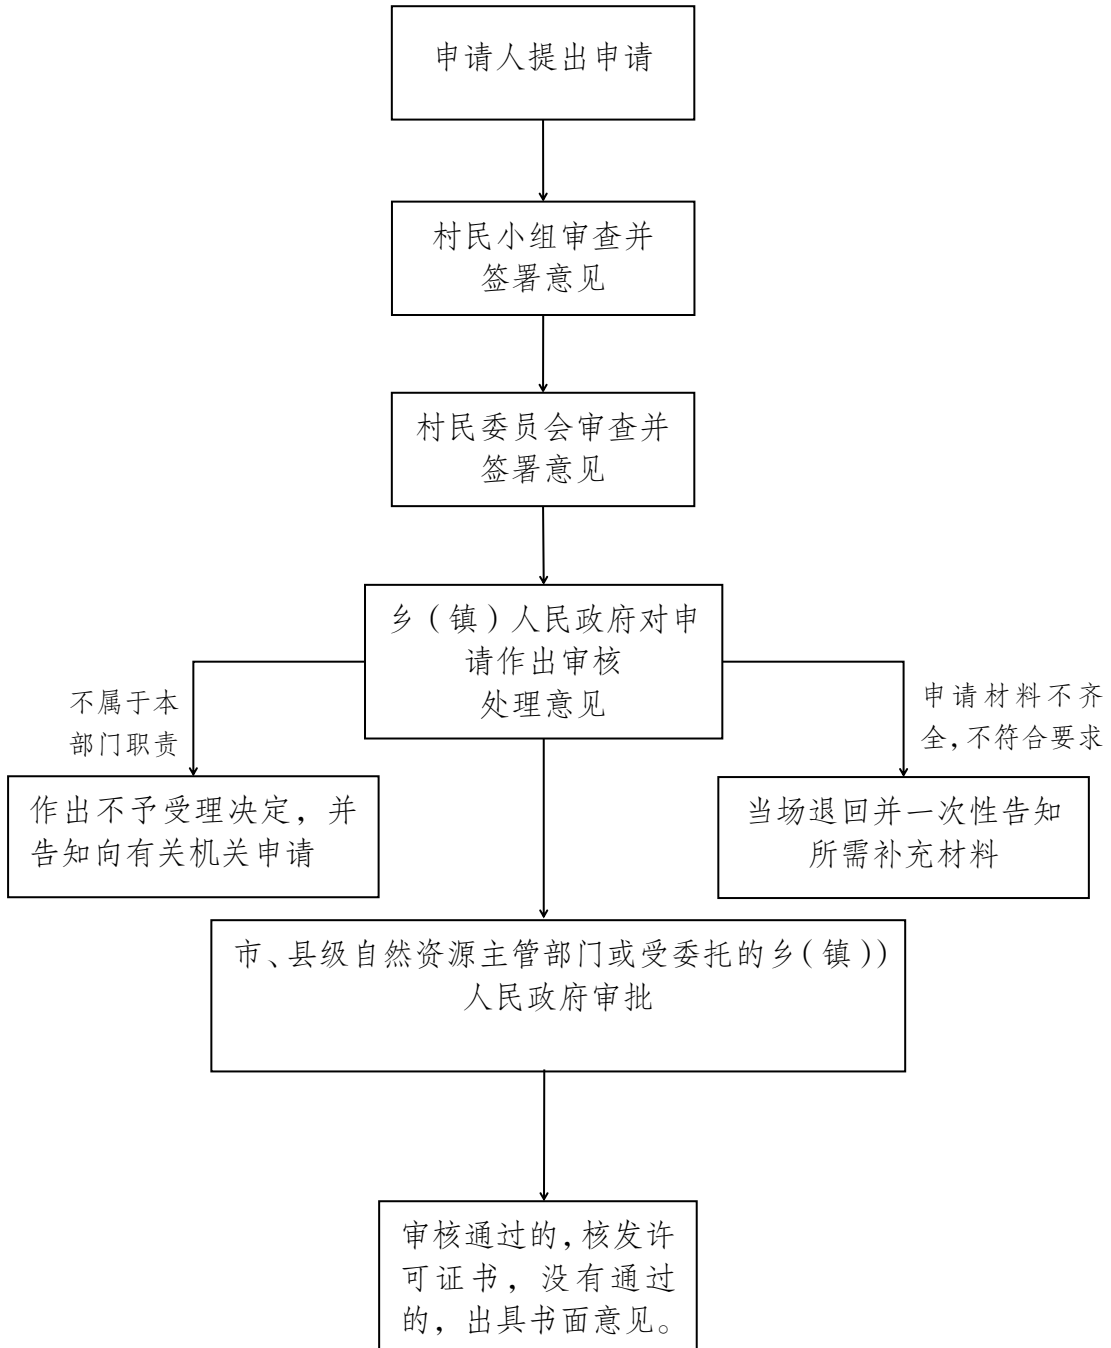 申请人提出申请
村民小组审查并
签署意见
村民委员会审查并
签署意见
乡（镇）人民政府对申
请作出审核
处理意见
不属于本
部门职责
申请材料不齐
全，不符合要求
作出不予受理决定，并
告知向有关机关申请
当场退回并一次性告知
所需补充材料
市、县级自然资源主管部门或受委托的乡（镇））
人民政府审批
审核通过的，核发许
可证书，没有通过
的，出具书面意见。